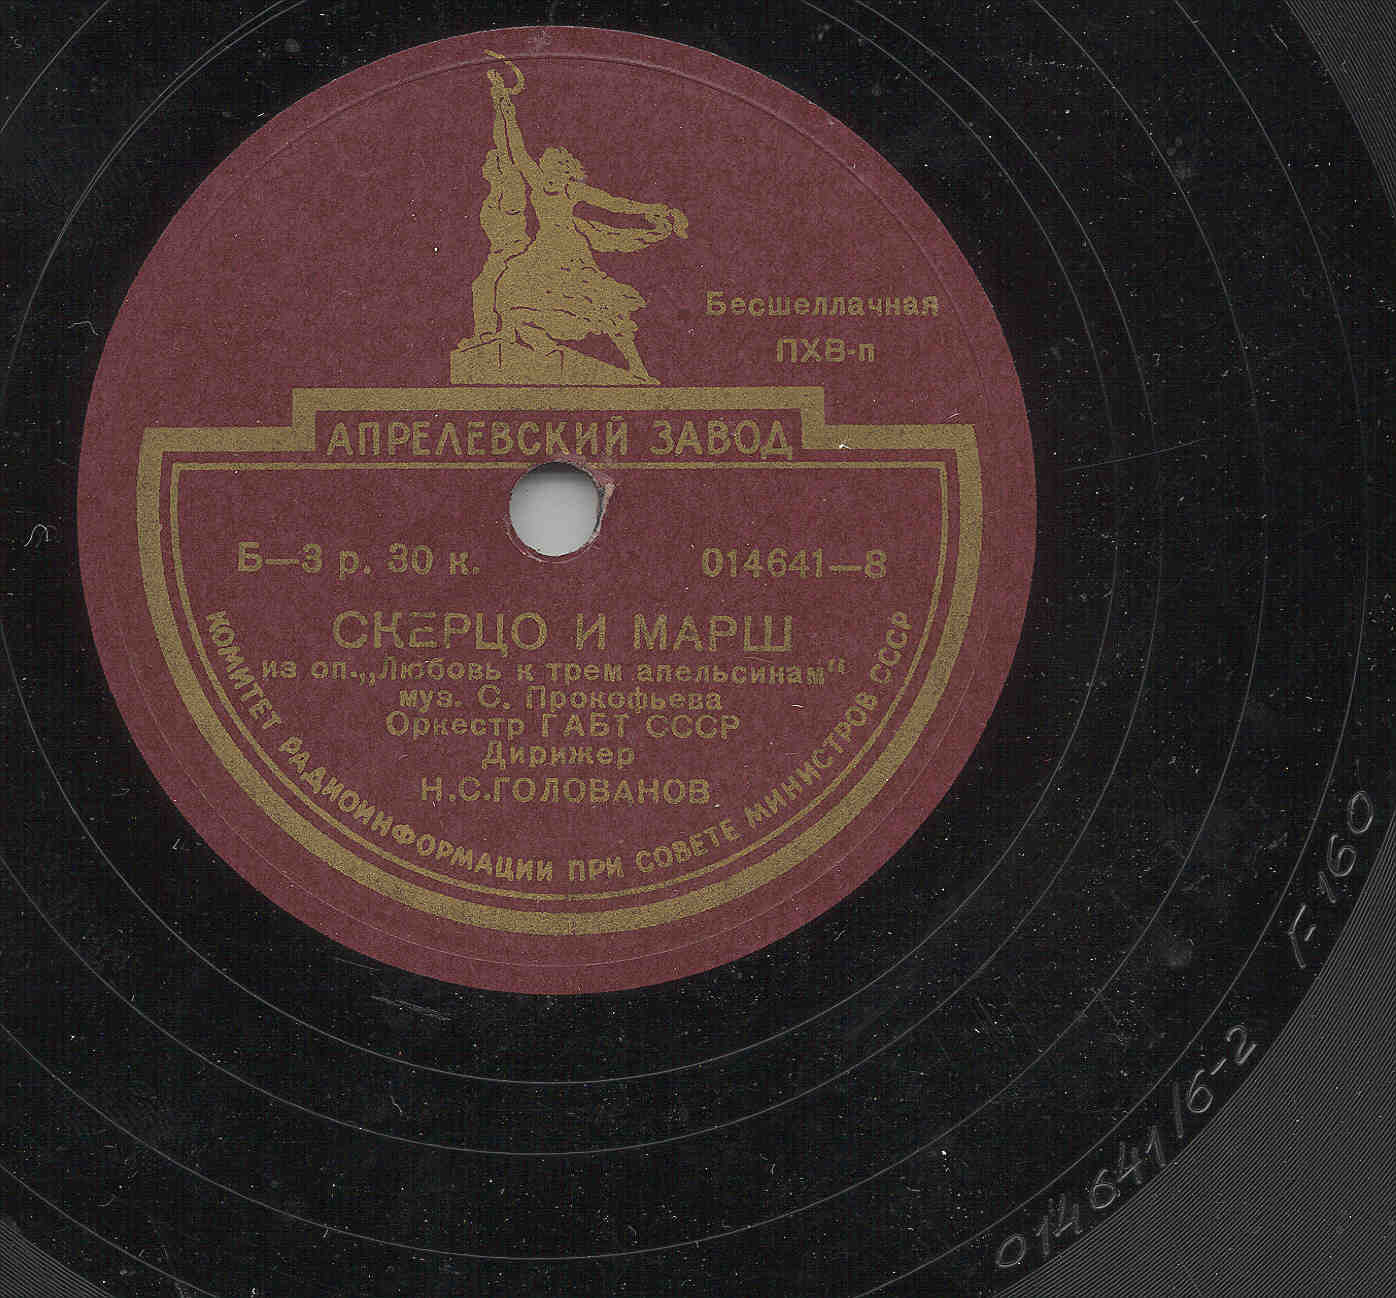 Бесшеллачная
ПХВ-п
АПРЕЛЕВСКИЙ ЗАВОД
Б—3 р. 30 к.
014641—8
СКЕРЦО И МАРШ
из оп. „Любовь к трем апельсинам“
муз. С. Прокофьева
Оркестр ГАБТ СССР
Дирижер
Н.С.ГОЛОВАНОВ
КОМИТЕТ РАДИОИНФОРМАЦИИ ПРИ СОВЕТЕ МИНИСТРОВ СССР
014641/6-2
Г-160